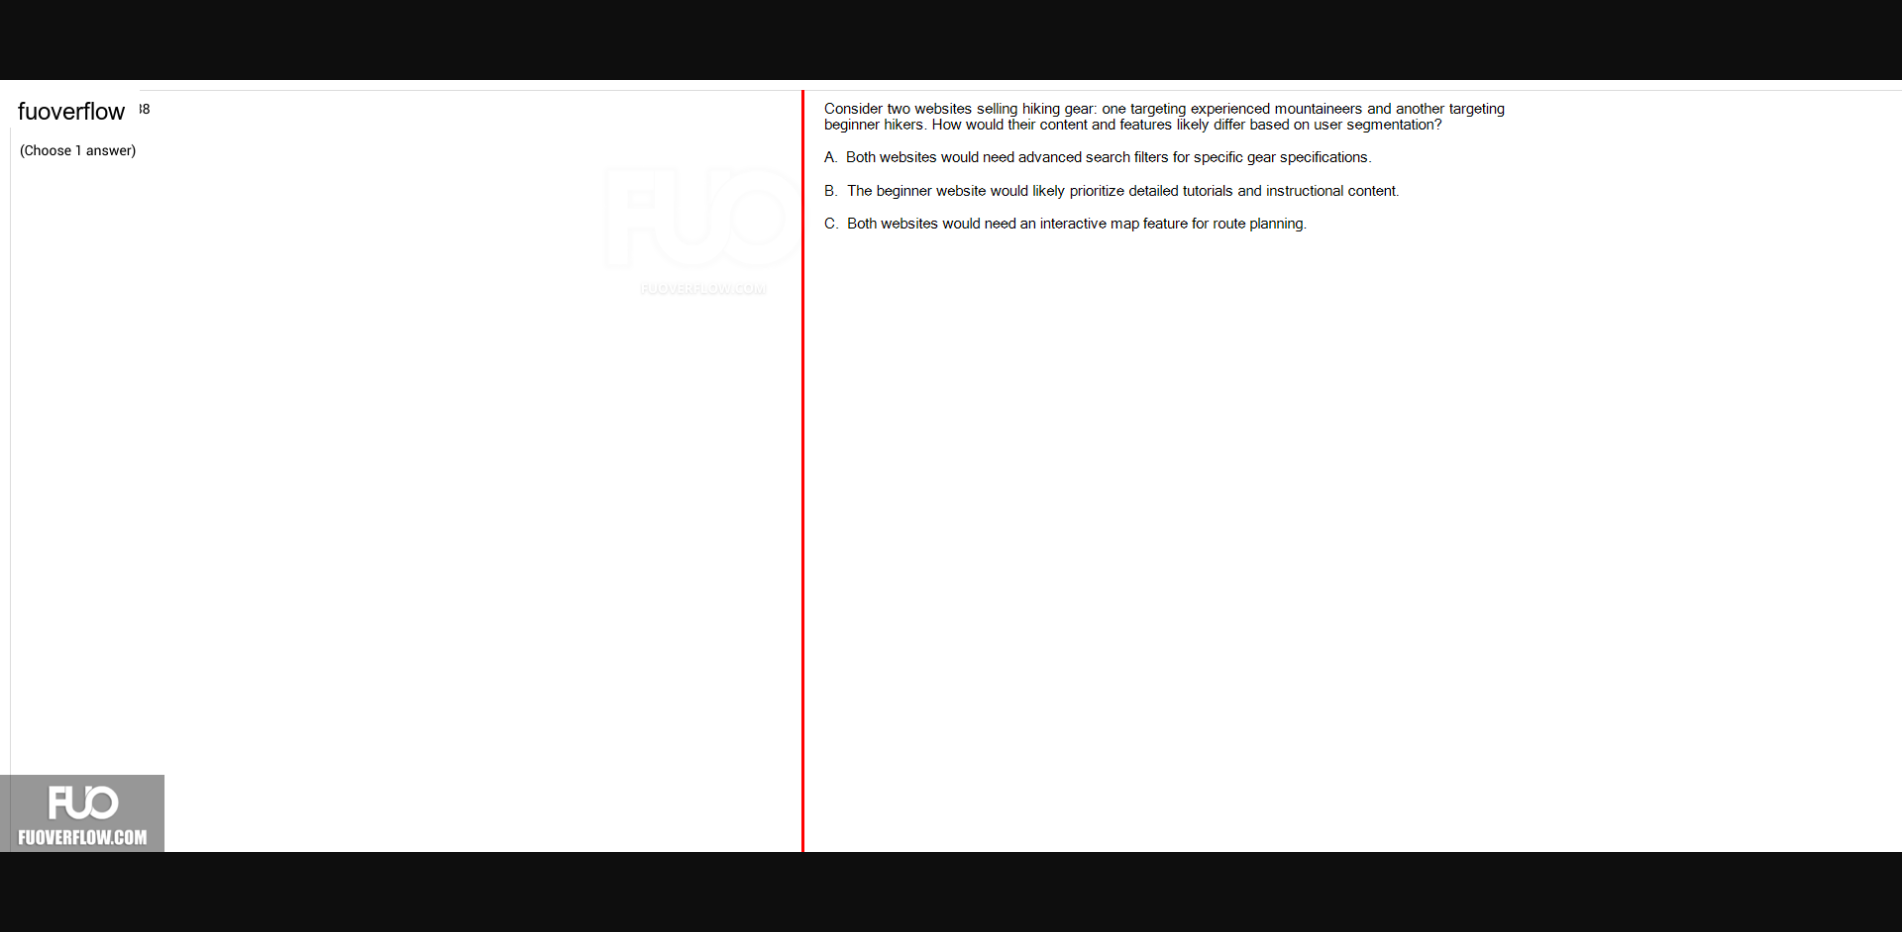 fuoverflow 38
(Choose 1 answer)
FUO
FUOVERFLOW.COM
Consider two websites selling hiking gear: one targeting experienced mountaineers and another targeting
beginner hikers. How would their content and features likely differ based on user segmentation?
A. Both websites would need advanced search filters for specific gear specifications.
B. The beginner website would likely prioritize detailed tutorials and instructional content.
C. Both websites would need an interactive map feature for route planning.
FUO
FUOVERFLOW.COM